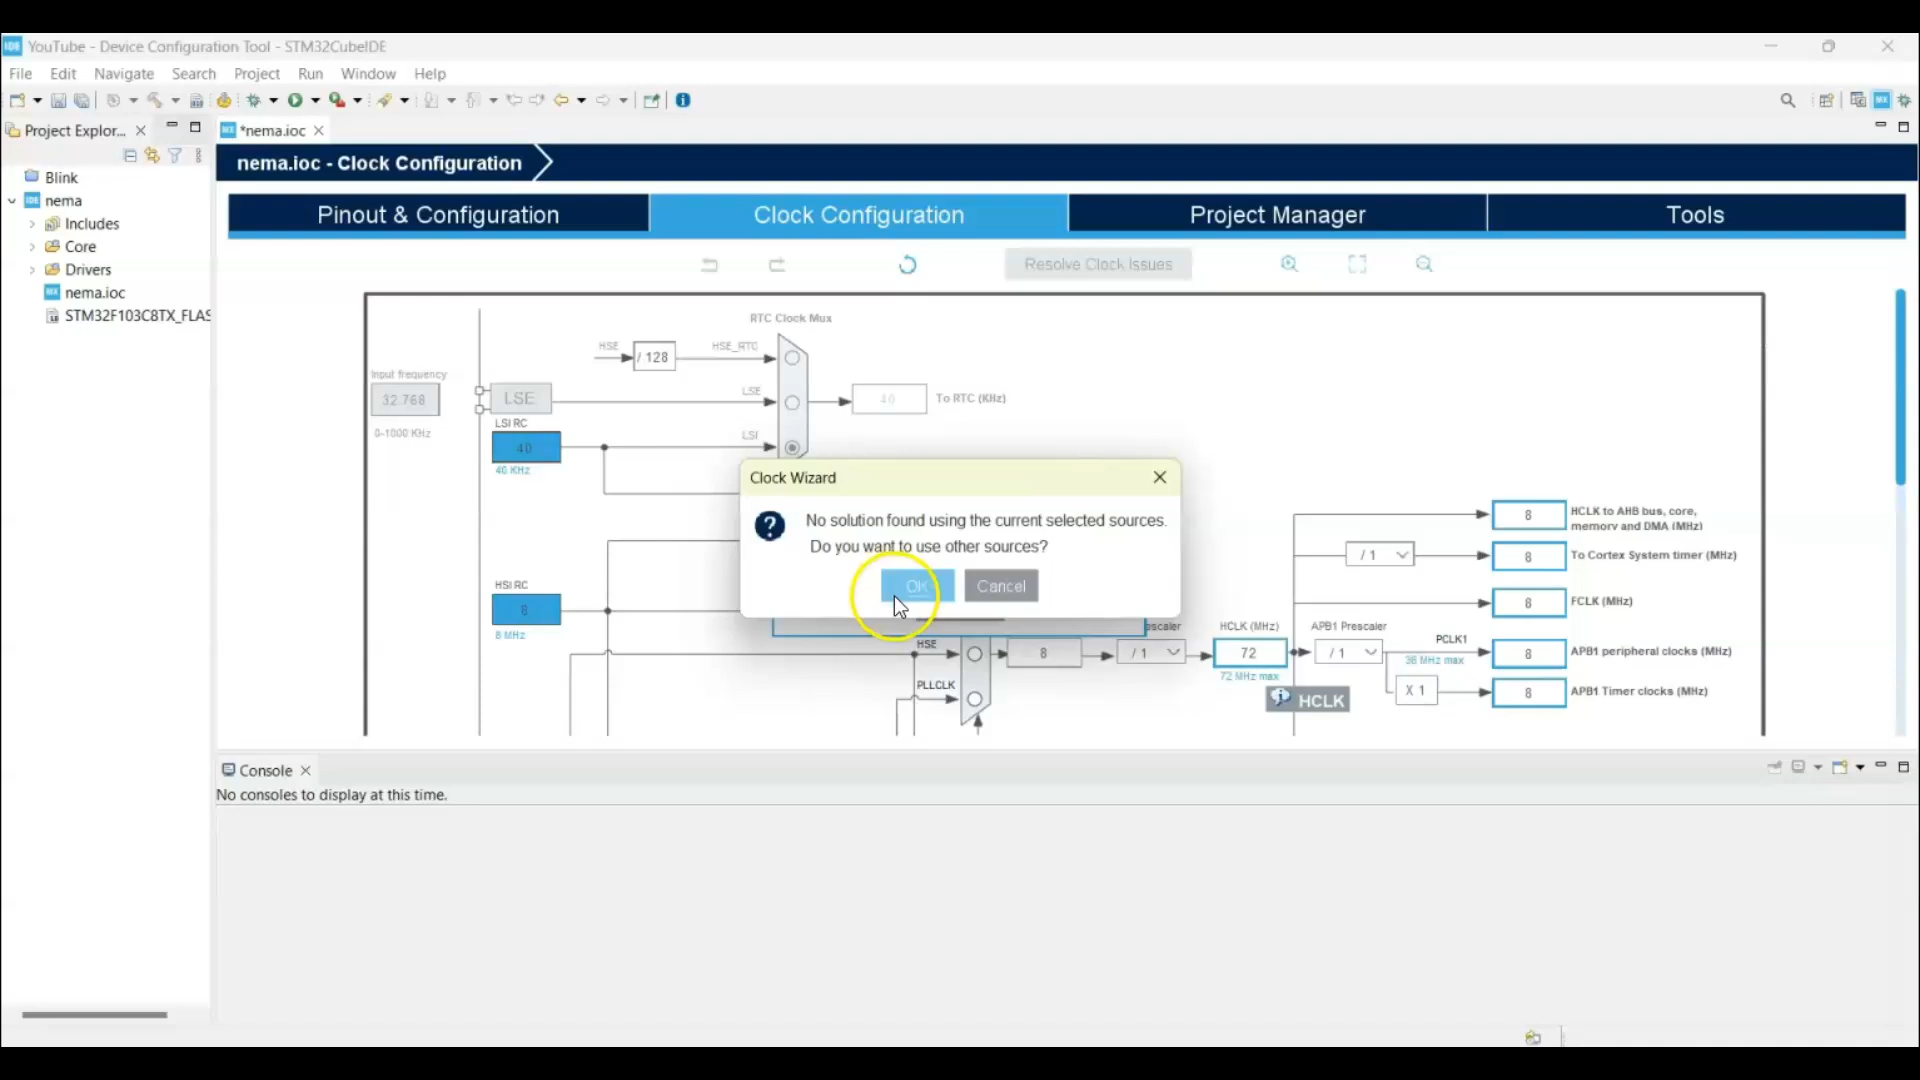 YouTube - Device Configuration Tool - STM32CubeIDE
File Edit Navigate Search Project Run Window Help
Project Explor...
*nema.ioc
nema.ioc - Clock Configuration
Blink
nema
Includes
Core
Drivers
nema.ioc
STM32F103C8TX_FLAS
Pinout & Configuration
Clock Configuration
Project Manager
Tools
Resolve Clock Issues
RTC Clock Mux
HSE
/ 128
HSE_RTC
Input frequency
32.768
0-1000 KHz
LSE
LSE
40
To RTC (KHz)
LSI RC
40
40 KHz
LSI
Clock Wizard
No solution found using the current selected sources.
Do you want to use other sources?
OK
Cancel
HSI RC
8
8 MHz
HSE
8
PLLCLK
escaler
/ 1
HCLK (MHz)
72
72 MHz max
HCLK
APB1 Prescaler
/ 1
PCLK1
36 MHz max
X 1
8
HCLK to AHB bus, core,
memory and DMA (MHz)
/ 1
8
To Cortex System timer (MHz)
8
FCLK (MHz)
8
APB1 peripheral clocks (MHz)
8
APB1 Timer clocks (MHz)
Console
No consoles to display at this time.